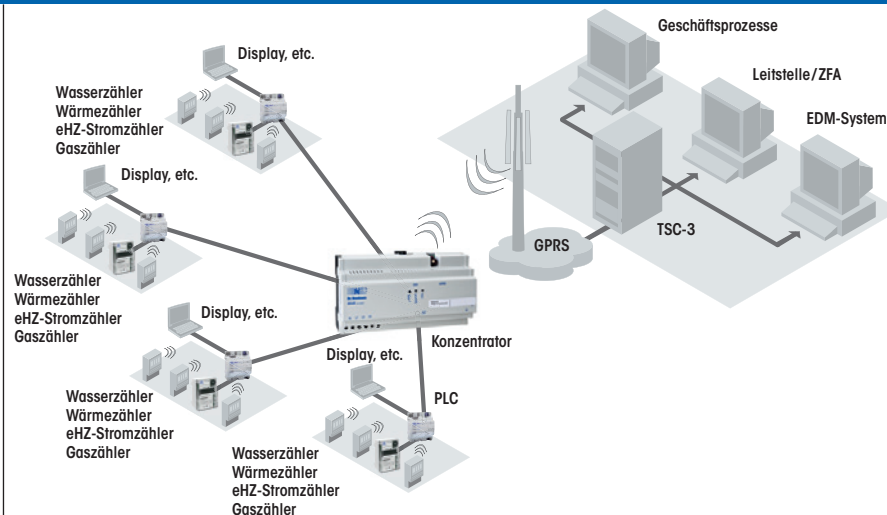 Geschäftsprozesse
Leitstelle/ZFA
EDM-System
TSC-3
GPRS
Display, etc.
Wasserzähler
Wärmezähler
eHZ-Stromzähler
Gaszähler
Display, etc.
Wasserzähler
Wärmezähler
eHZ-Stromzähler
Gaszähler
Display, etc.
Wasserzähler
Wärmezähler
eHZ-Stromzähler
Gaszähler
Konzentrator
Display, etc.
PLC
Wasserzähler
Wärmezähler
eHZ-Stromzähler
Gaszähler